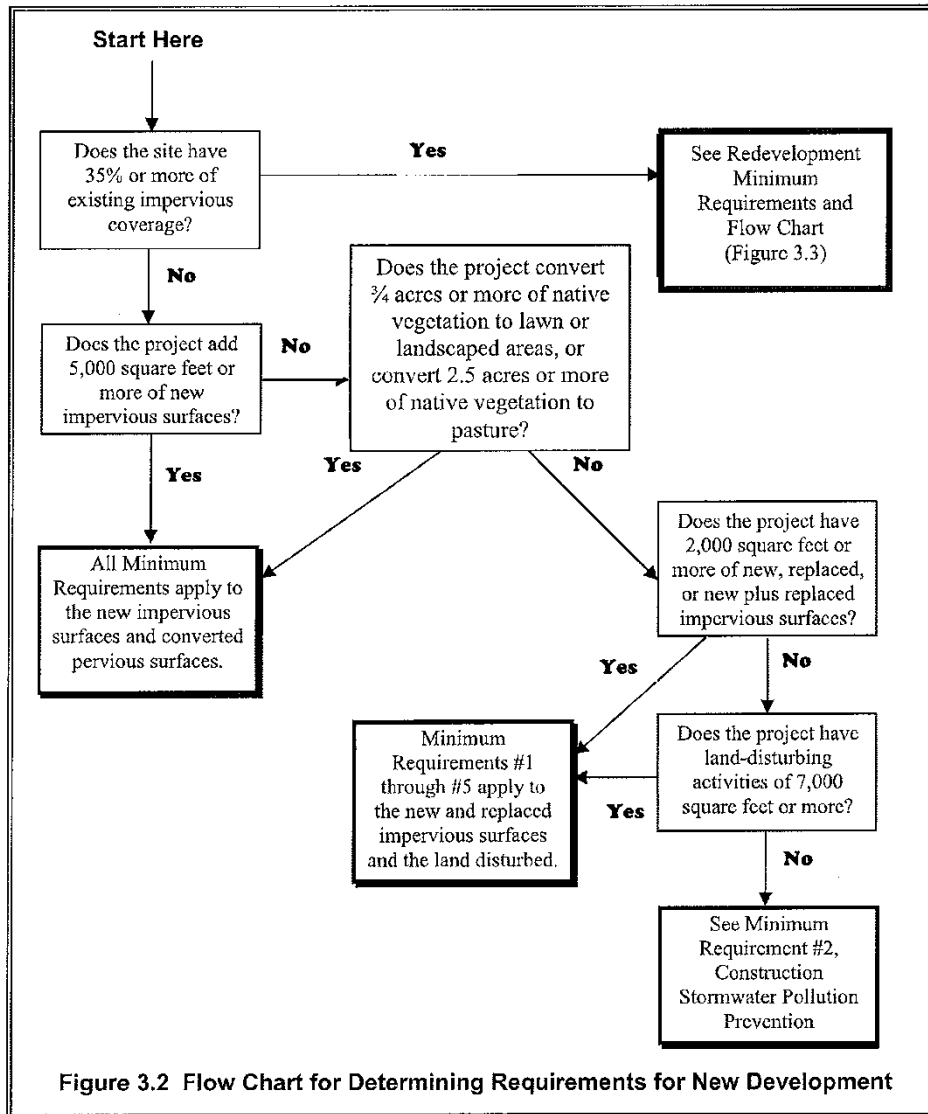 Start Here
Does the site have
35% or more of
existing impervious
coverage?
Yes
See Redevelopment
Minimum
Requirements and
Flow Chart
(Figure 3.3)
No
Does the project convert
¾ acres or more of native
vegetation to lawn or
landscaped areas, or
convert 2.5 acres or more
of native vegetation to
pasture?
Does the project add
5,000 square feet or
more of new
impervious surfaces?
No
Yes
Yes
No
All Minimum
Requirements apply to
the new impervious
surfaces and converted
pervious surfaces.
Does the project have
2,000 square feet or
more of new, replaced,
or new plus replaced
impervious surfaces?
Yes
No
Minimum
Requirements #1
through #5 apply to
the new and replaced
impervious surfaces
and the land disturbed.
Does the project have
land-disturbing
activities of 7,000
square feet or more?
Yes
No
See Minimum
Requirement #2,
Construction
Stormwater Pollution
Prevention
Figure 3.2 Flow Chart for Determining Requirements for New Development